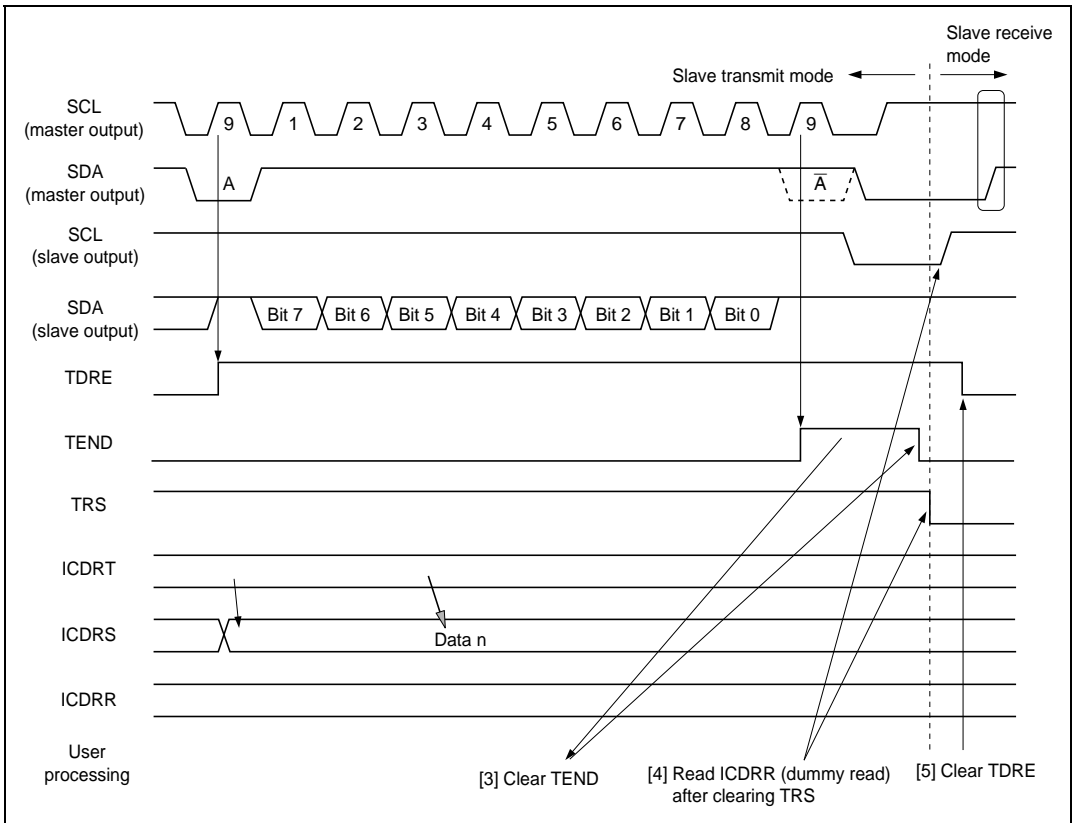 Slave receive
mode
Slave transmit mode
SCL
(master output)
9 1 2 3 4 5 6 7 8 9
SDA
(master output)
A A̅
SCL
(slave output)
SDA
(slave output)
Bit 7 Bit 6 Bit 5 Bit 4 Bit 3 Bit 2 Bit 1 Bit 0
TDRE
TEND
TRS
ICDRT
ICDRS
Data n
ICDRR
User
processing
[3] Clear TEND
[4] Read ICDRR (dummy read)
after clearing TRS
[5] Clear TDRE